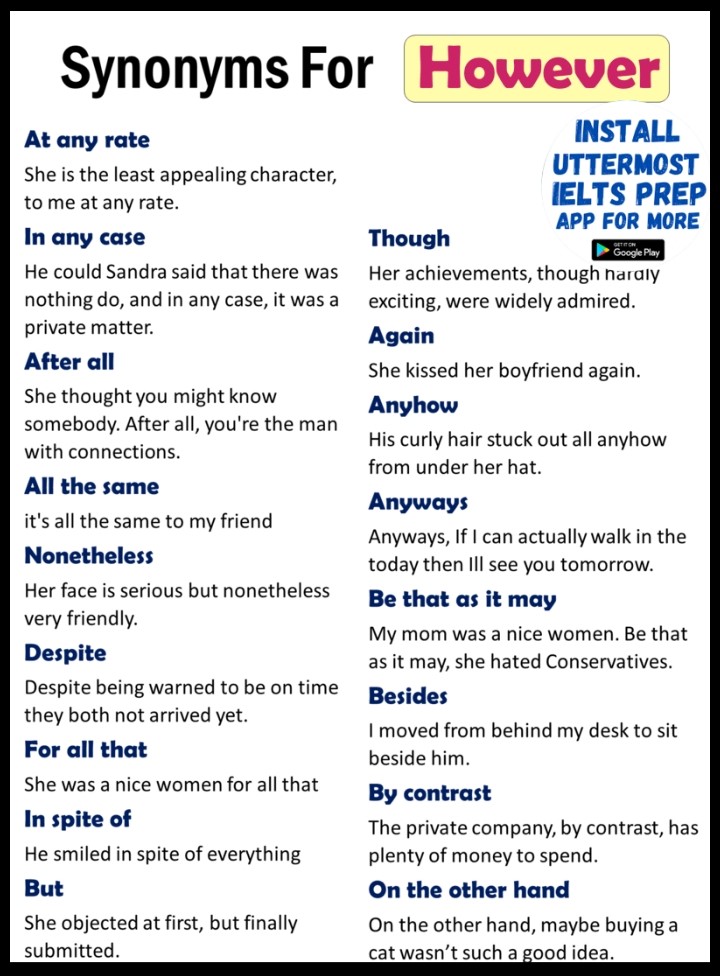 Synonyms For However
INSTALL
UTTERMOST
IELTS PREP
APP FOR MORE
GET IT ON
Google Play
At any rate
She is the least appealing character,
to me at any rate.
In any case
He could Sandra said that there was
nothing do, and in any case, it was a
private matter.
After all
She thought you might know
somebody. After all, you're the man
with connections.
All the same
it's all the same to my friend
Nonetheless
Her face is serious but nonetheless
very friendly.
Despite
Despite being warned to be on time
they both not arrived yet.
For all that
She was a nice women for all that
In spite of
He smiled in spite of everything
But
She objected at first, but finally
submitted.
Though
Her achievements, though hardly
exciting, were widely admired.
Again
She kissed her boyfriend again.
Anyhow
His curly hair stuck out all anyhow
from under her hat.
Anyways
Anyways, If I can actually walk in the
today then Ill see you tomorrow.
Be that as it may
My mom was a nice women. Be that
as it may, she hated Conservatives.
Besides
I moved from behind my desk to sit
beside him.
By contrast
The private company, by contrast, has
plenty of money to spend.
On the other hand
On the other hand, maybe buying a
cat wasn’t such a good idea.